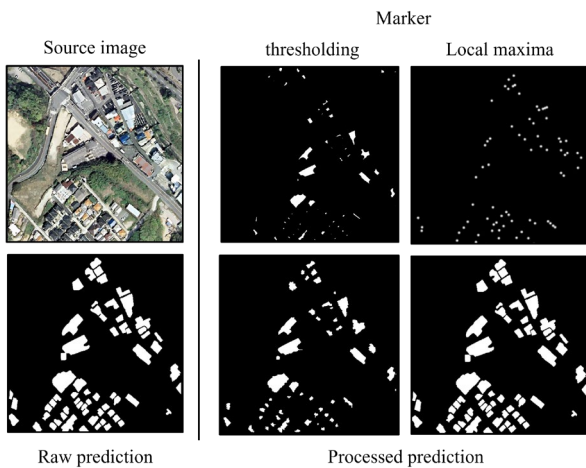 Marker
Source image
thresholding
Local maxima
Raw prediction
Processed prediction